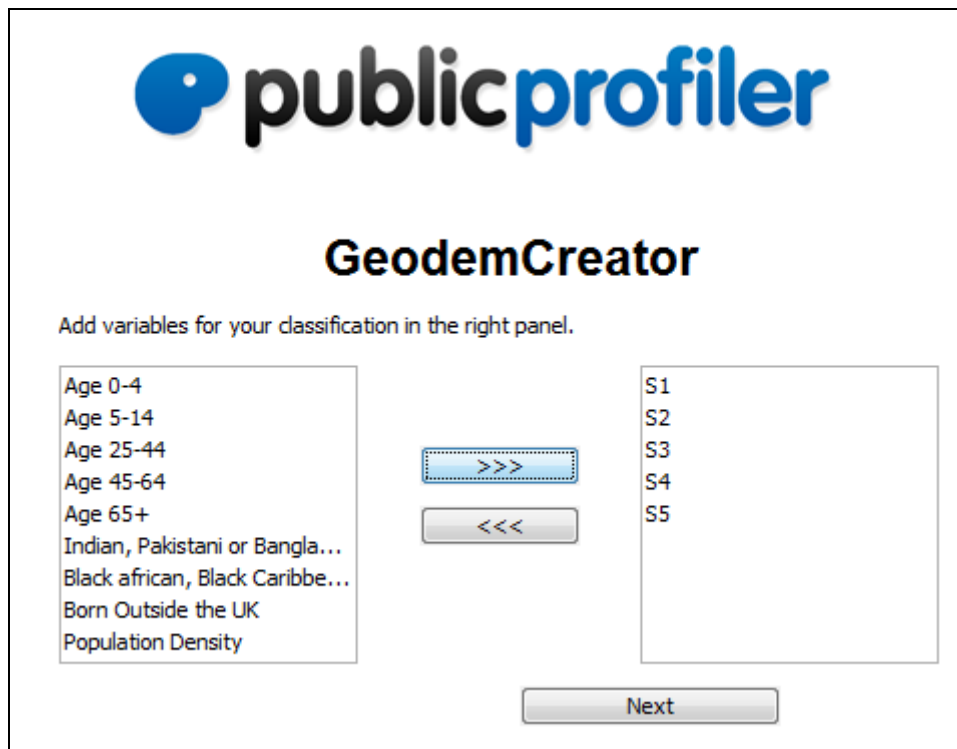 publicprofiler
GeodemCreator
Add variables for your classification in the right panel.
Age 0-4
Age 5-14
Age 25-44
Age 45-64
Age 65+
Indian, Pakistani or Bangla...
Black african, Black Caribbe...
Born Outside the UK
Population Density
>>>
<<<
S1
S2
S3
S4
S5
Next